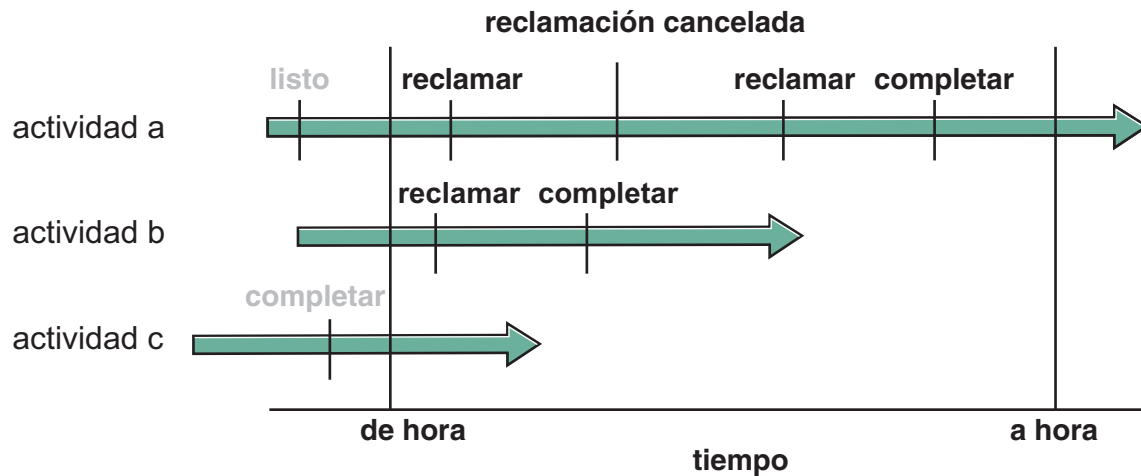 reclamación cancelada
listo reclamar reclamar completar
actividad a
reclamar completar
actividad b
completar
actividad c
de hora a hora
tiempo